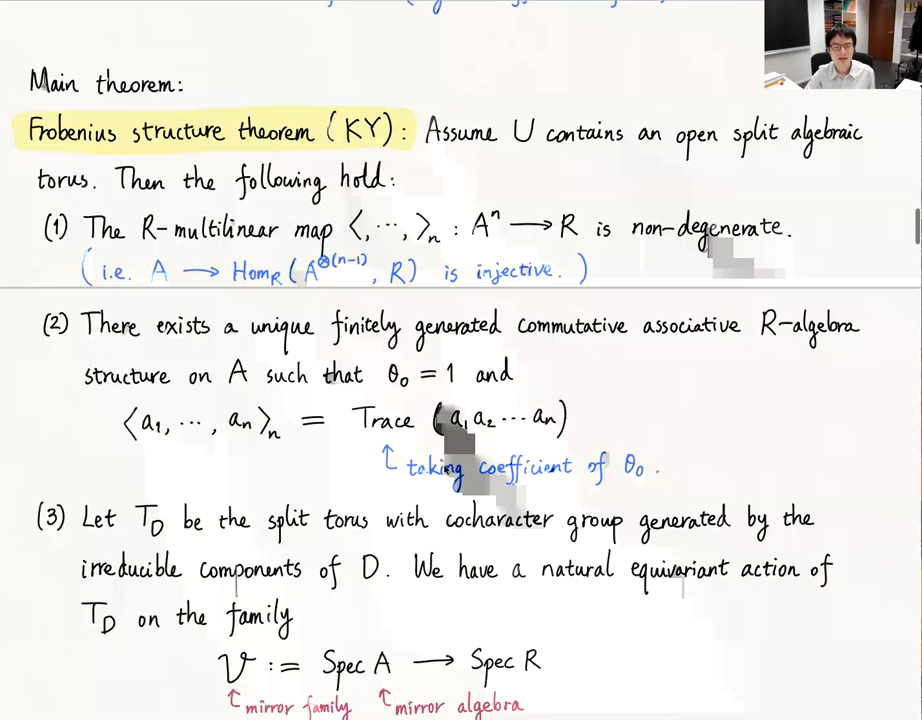 Main theorem:
Frobenius structure theorem (KY): Assume U contains an open split algebraic
torus. Then the following hold:
(1) The R-multilinear map ⟨,⋯,⟩ₙ : Aⁿ ⟶ R is non-degenerate.
(i.e. A ⟶ Hom_R(A^{⊗(n-1)}, R) is injective.)
(2) There exists a unique finitely generated commutative associative R-algebra
structure on A such that θ₀ = 1 and
⟨a₁, ⋯, aₙ⟩ₙ = Trace (a₁ a₂ ⋯ aₙ)
↑ taking coefficient of θ₀.
(3) Let T_D be the split torus with cocharacter group generated by the
irreducible components of D. We have a natural equivariant action of
T_D on the family
𝒱 := Spec A ⟶ Spec R
↑ mirror family ↑ mirror algebra